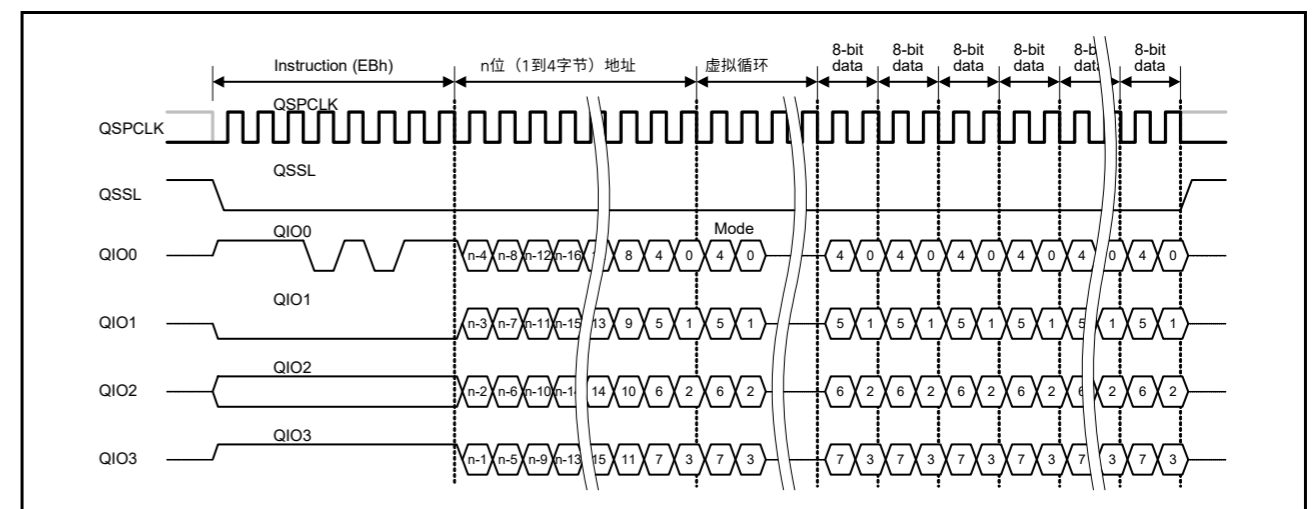 8-bit data 8-bit data 8-bit data 8-bit data 8-bit data 8-bit data
Instruction (EBh) n位（1到4字节）地址 虚拟循环
QSPCLK
QSPCLK
QSSL
QSSL
QIO0
Mode
QIO0 n-4 n-8 n-12 n-16 8 4 0 4 0 4 0 4 0 4 0 4 0 4 0 4 0
QIO1
QIO1 n-3 n-7 n-11 n-15 13 9 5 1 5 1 5 1 5 1 5 1 5 1 5 1 5 1
QIO2
QIO2 n-2 n-6 n-10 n-14 14 10 6 2 6 2 6 2 6 2 6 2 6 2 6 2 6 2
QIO3
QIO3 n-1 n-5 n-9 n-13 15 11 7 3 7 3 7 3 7 3 7 3 7 3 7 3 7 3